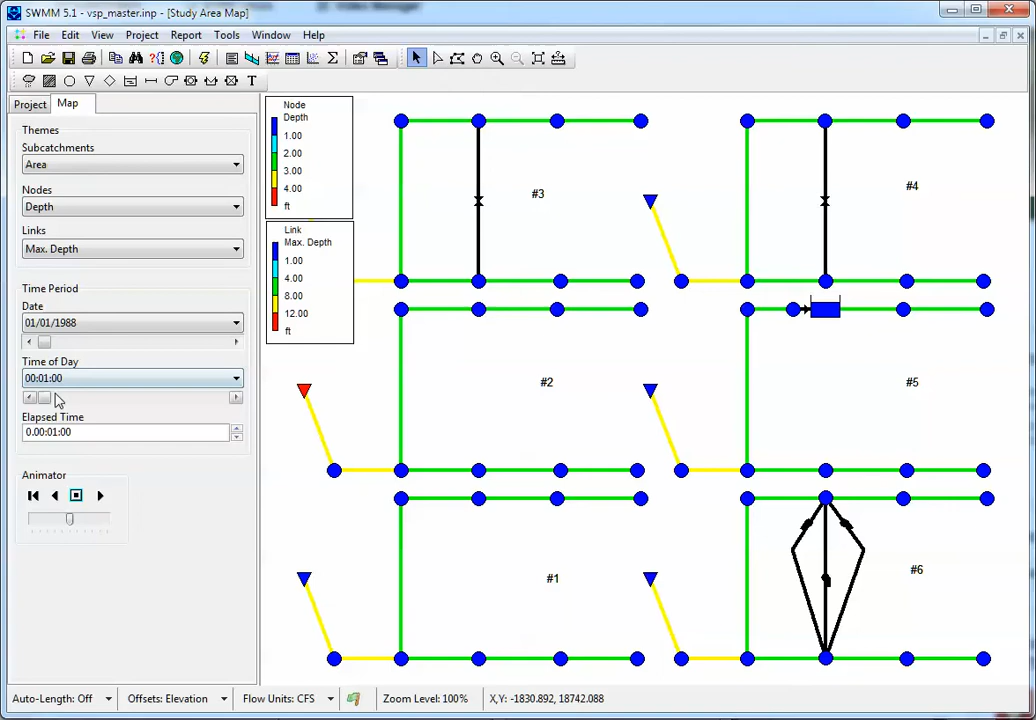 SWMM 5.1 - vsp_master.inp - [Study Area Map]
File Edit View Project Report Tools Window Help
T
Project Map
Themes
Subcatchments
Area
Nodes
Depth
Links
Max. Depth
Time Period
Date
01/01/1988
Time of Day
00:01:00
Elapsed Time
0.00:01:00
Animator
Node
Depth
1.00
2.00
3.00
4.00
ft
Link
Max. Depth
1.00
4.00
8.00
12.00
ft
#3
#4
#2
#5
#1
#6
Auto-Length: Off Offsets: Elevation Flow Units: CFS Zoom Level: 100% X,Y: -1830.892, 18742.088